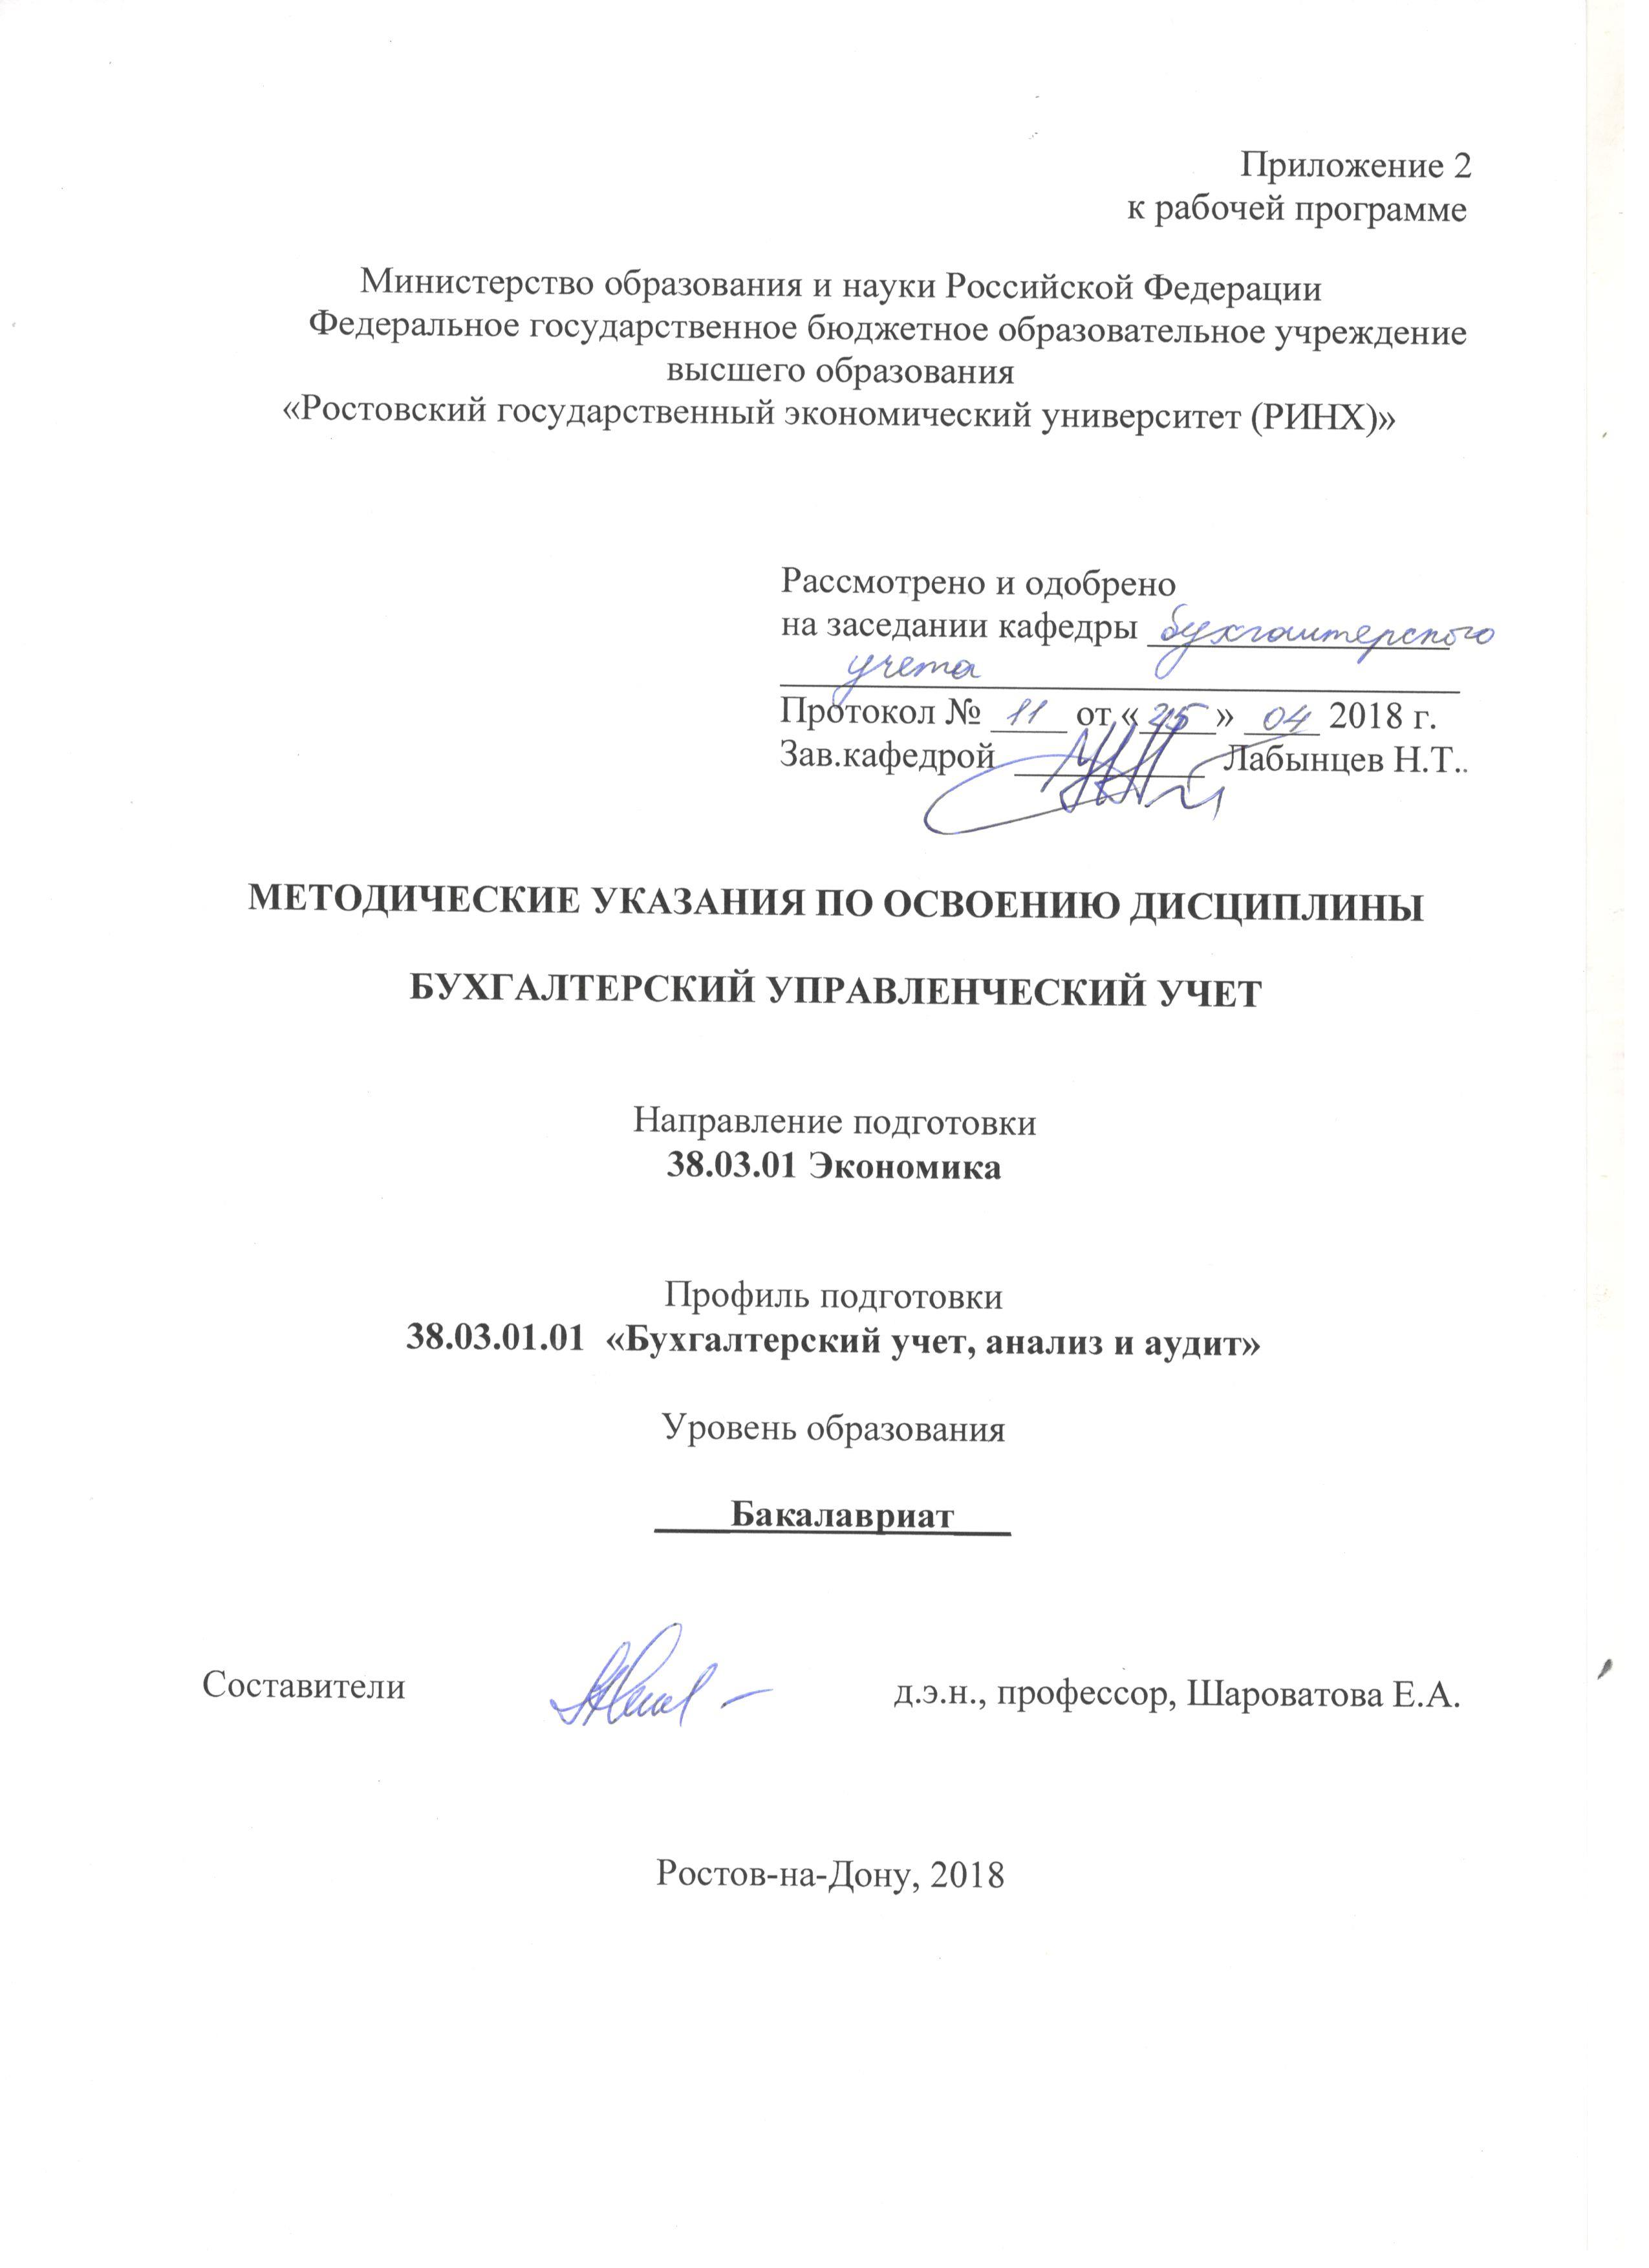 Приложение 2
к рабочей программе
Министерство образования и науки Российской Федерации
Федеральное государственное бюджетное образовательное учреждение
высшего образования
«Ростовский государственный экономический университет (РИНХ)»
Рассмотрено и одобрено
на заседании кафедры бухгалтерского
учета
Протокол № 11 от «25» 04 2018 г.
Зав.кафедрой Лабынцев Н.Т..
МЕТОДИЧЕСКИЕ УКАЗАНИЯ ПО ОСВОЕНИЮ ДИСЦИПЛИНЫ
БУХГАЛТЕРСКИЙ УПРАВЛЕНЧЕСКИЙ УЧЕТ
Направление подготовки
38.03.01 Экономика
Профиль подготовки
38.03.01.01 «Бухгалтерский учет, анализ и аудит»
Уровень образования
Бакалавриат
Составители д.э.н., профессор, Шароватова Е.А.
Ростов-на-Дону, 2018